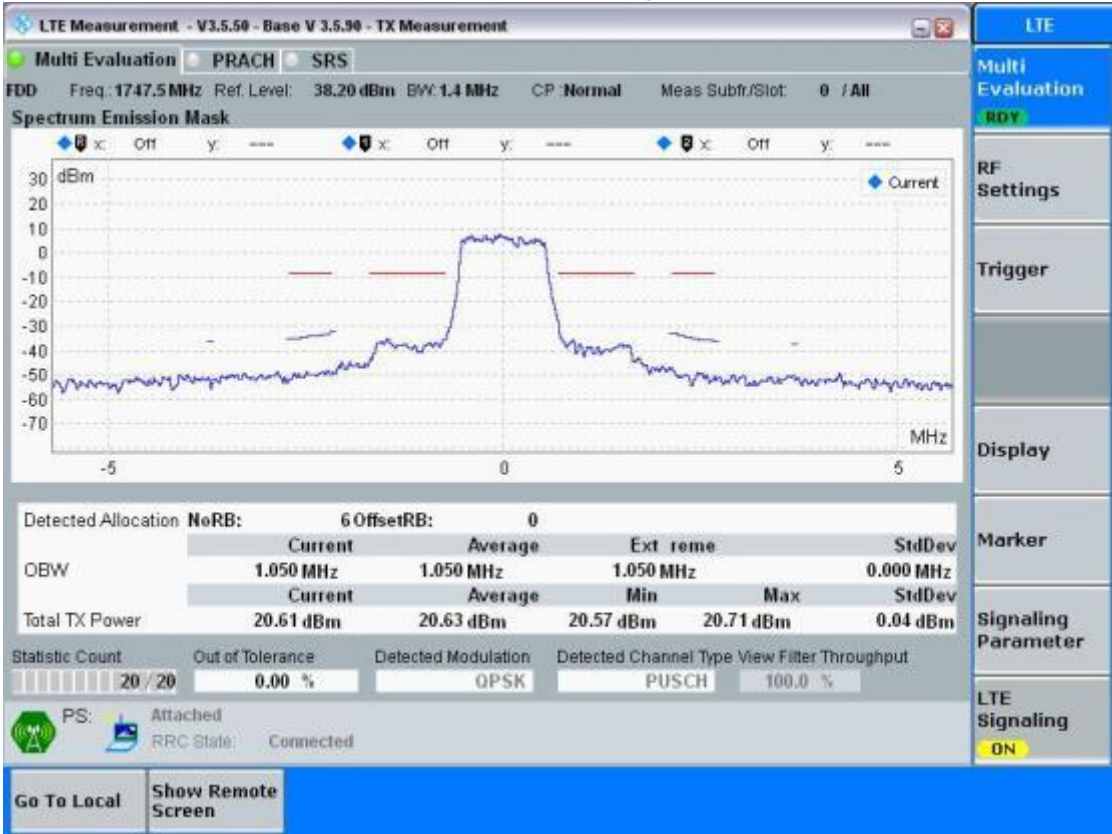 LTE Measurement - V3.5.50 - Base V 3.5.90 - TX Measurement
LTE
Multi Evaluation PRACH SRS
FDD Freq.: 1747.5 MHz Ref. Level: 38.20 dBm BW: 1.4 MHz CP :Normal Meas Subfr./Slot: 0 / All
Spectrum Emission Mask
x: Off y: --- x: Off y: --- x: Off y: ---
dBm
Current
30
20
10
0
-10
-20
-30
-40
-50
-60
-70
MHz
-5 0 5
Detected Allocation NoRB: 6 OffsetRB: 0
Current Average Ext reme StdDev
OBW 1.050 MHz 1.050 MHz 1.050 MHz 0.000 MHz
Current Average Min Max StdDev
Total TX Power 20.61 dBm 20.63 dBm 20.57 dBm 20.71 dBm 0.04 dBm
Statistic Count Out of Tolerance Detected Modulation Detected Channel Type View Filter Throughput
20 / 20 0.00 % QPSK PUSCH 100.0 %
PS: Attached
RRC State: Connected
Multi
Evaluation
RDY
RF
Settings
Trigger
Display
Marker
Signaling
Parameter
LTE
Signaling
ON
Go To Local
Show Remote
Screen